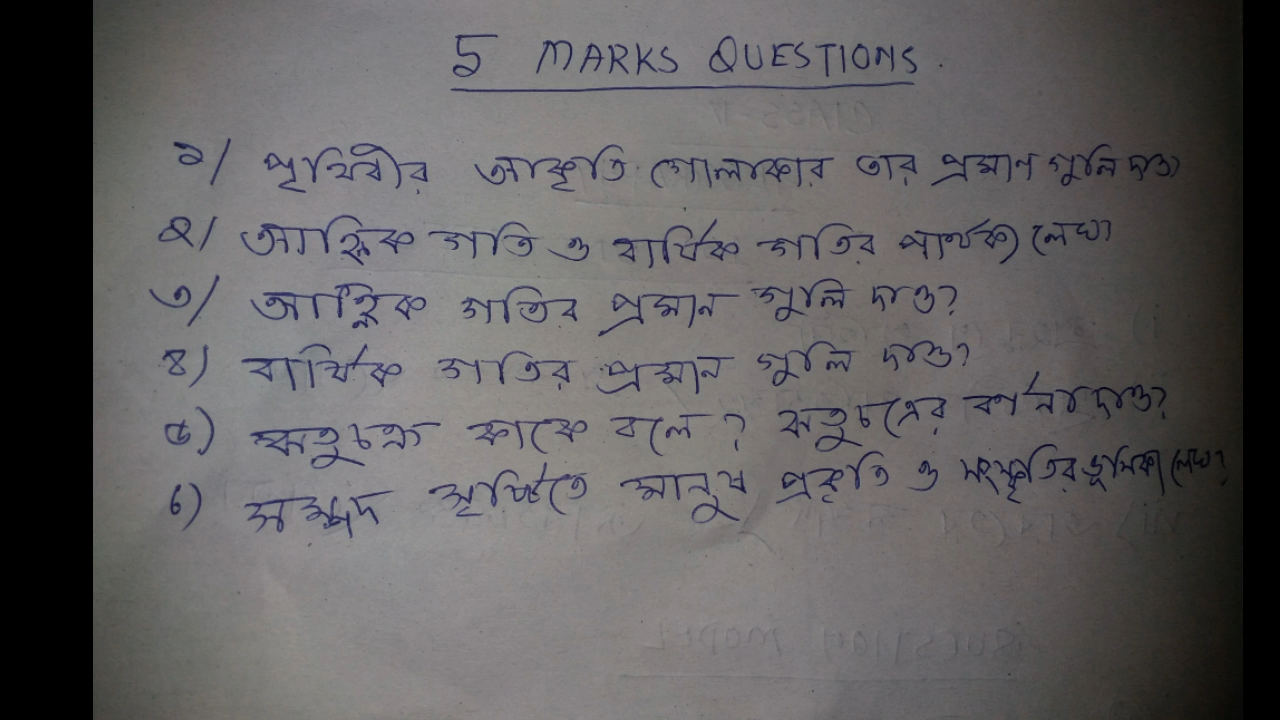 5 MARKS QUESTIONS.
১/ পৃথিবীর আকৃতি গোলাকার তার প্রমান গুলি দাও
২/ আহ্নিক গতি ও বার্ষিক গতির পার্থক্য লেখ?
৩/ আহ্নিক গতির প্রমান গুলি দাও?
৪) বার্ষিক গতির প্রমান গুলি দাও?
৫) ঋতুচক্র কাকে বলে? ঋতুচক্রের বর্ণনা দাও?
৬) সম্পদ সৃষ্টিতে মানুষ প্রকৃতি ও সংস্কৃতির ভূমিকা লেখ?